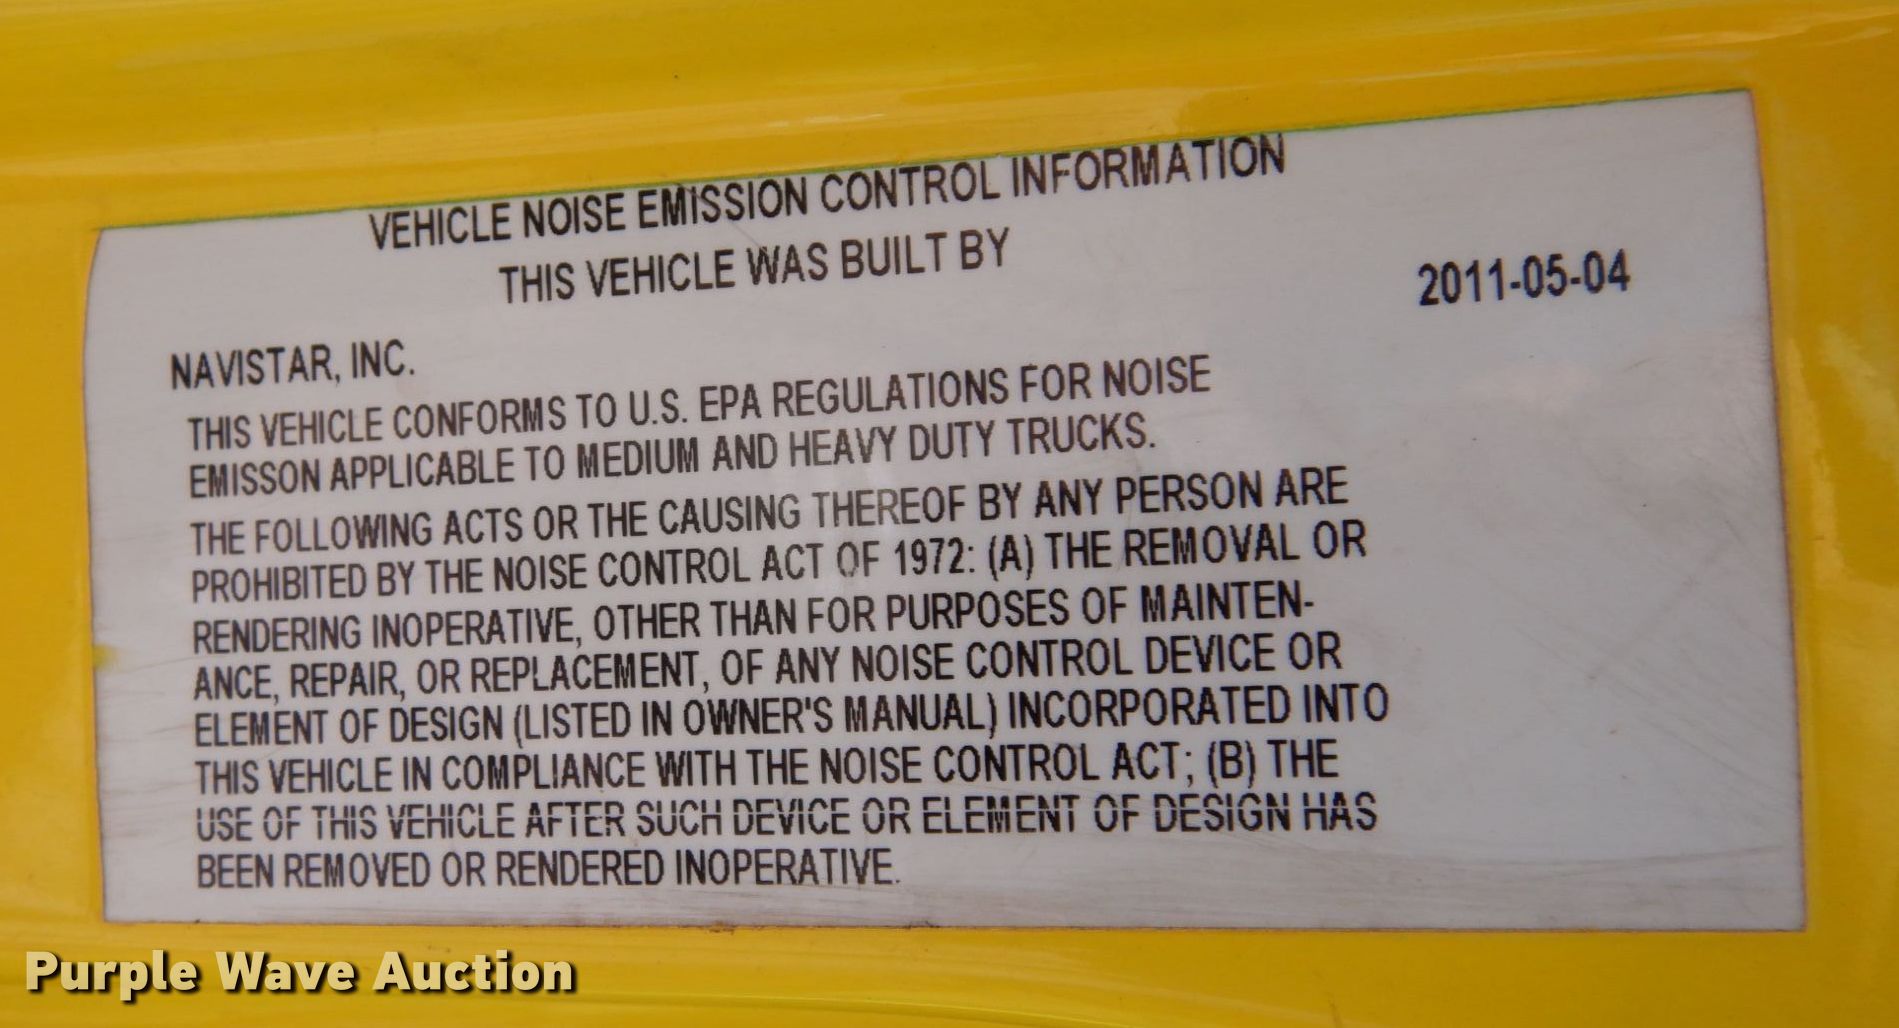 VEHICLE NOISE EMISSION CONTROL INFORMATION
THIS VEHICLE WAS BUILT BY
2011-05-04
NAVISTAR, INC.
THIS VEHICLE CONFORMS TO U.S. EPA REGULATIONS FOR NOISE
EMISSON APPLICABLE TO MEDIUM AND HEAVY DUTY TRUCKS.
THE FOLLOWING ACTS OR THE CAUSING THEREOF BY ANY PERSON ARE
PROHIBITED BY THE NOISE CONTROL ACT OF 1972: (A) THE REMOVAL OR
RENDERING INOPERATIVE, OTHER THAN FOR PURPOSES OF MAINTEN-
ANCE, REPAIR, OR REPLACEMENT, OF ANY NOISE CONTROL DEVICE OR
ELEMENT OF DESIGN (LISTED IN OWNER'S MANUAL) INCORPORATED INTO
THIS VEHICLE IN COMPLIANCE WITH THE NOISE CONTROL ACT; (B) THE
USE OF THIS VEHICLE AFTER SUCH DEVICE OR ELEMENT OF DESIGN HAS
BEEN REMOVED OR RENDERED INOPERATIVE.
Purple Wave Auction